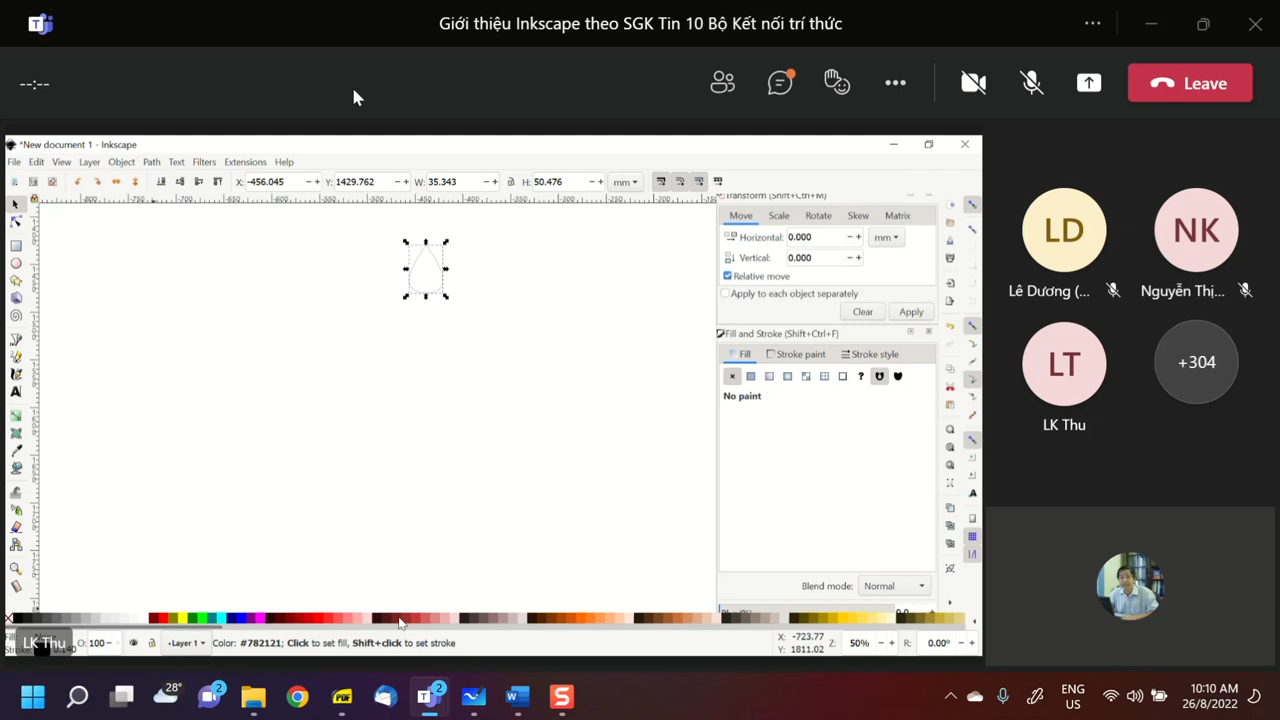 Giới thiệu Inkscape theo SGK Tin 10 Bộ Kết nối trí thức
--:--
Leave
*New document 1 - Inkscape
File Edit View Layer Object Path Text Filters Extensions Help
X: -456.045 Y: 1429.762 W: 35.343 H: 50.476 mm
Transform (Shift+Ctrl+M)
Move Scale Rotate Skew Matrix
Horizontal: 0.000 mm
Vertical: 0.000
Relative move
Apply to each object separately
Clear Apply
Fill and Stroke (Shift+Ctrl+F)
Fill Stroke paint Stroke style
No paint
Blend mode: Normal
LK Thu
O: 100
Layer 1
Color: #782121; Click to set fill, Shift+click to set stroke
X: -723.77
Y: 1811.02
Z: 50%
R: 0.00°
LD
Lê Dương (...
NK
Nguyễn Thị...
LT
LK Thu
+304
28°
2
PDF
2
ENG
US
10:10 AM
26/8/2022